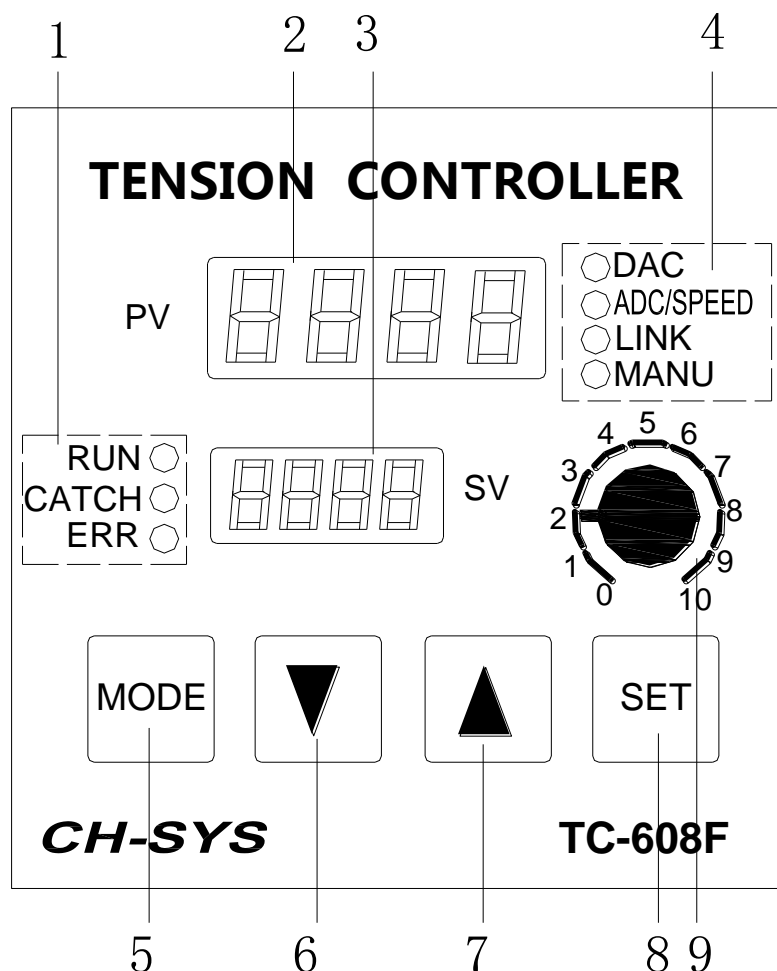 1 2 3 4
TENSION CONTROLLER
PV
DAC
ADC/SPEED
LINK
MANU
RUN
CATCH
ERR
SV
0 1 2 3 4 5 6 7 8 9 10
MODE ▼ ▲ SET
CH-SYS TC-608F
5 6 7 8 9